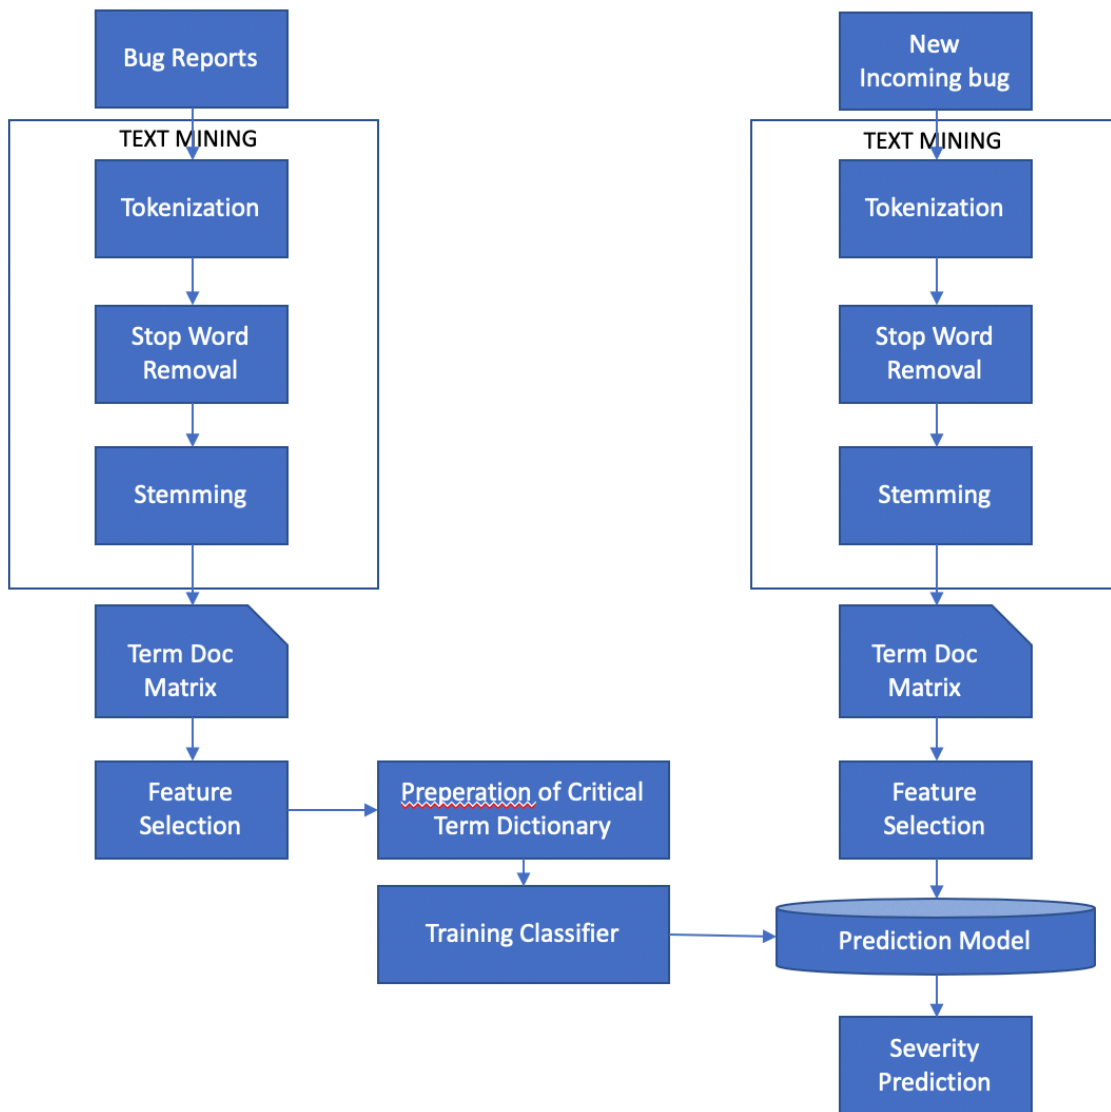 Bug Reports
TEXT MINING
Tokenization
Stop Word
Removal
Stemming
Term Doc
Matrix
Feature
Selection
Preperation of Critical
Term Dictionary
Training Classifier
New
Incoming bug
TEXT MINING
Tokenization
Stop Word
Removal
Stemming
Term Doc
Matrix
Feature
Selection
Prediction Model
Severity
Prediction